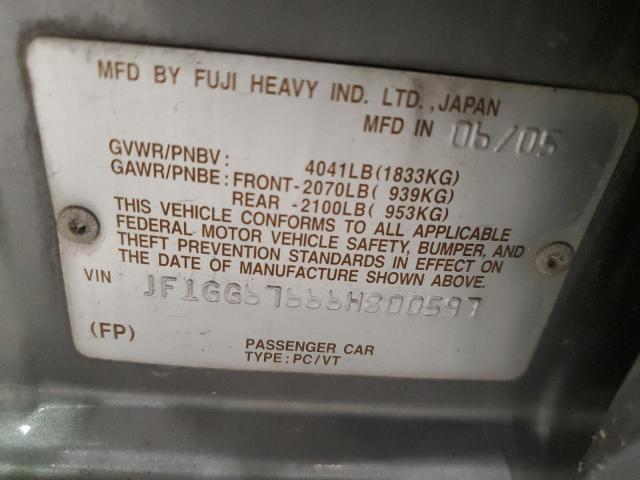 MFD BY FUJI HEAVY IND. LTD., JAPAN
MFD IN 06/05
GVWR/PNBV: 4041LB(1833KG)
GAWR/PNBE: FRONT-2070LB( 939KG)
REAR -2100LB( 953KG)
THIS VEHICLE CONFORMS TO ALL APPLICABLE
FEDERAL MOTOR VEHICLE SAFETY, BUMPER, AND
THEFT PREVENTION STANDARDS IN EFFECT ON
THE DATE OF MANUFACTURE SHOWN ABOVE.
VIN JF1GG67666H800597
(FP) PASSENGER CAR
TYPE: PC/VT